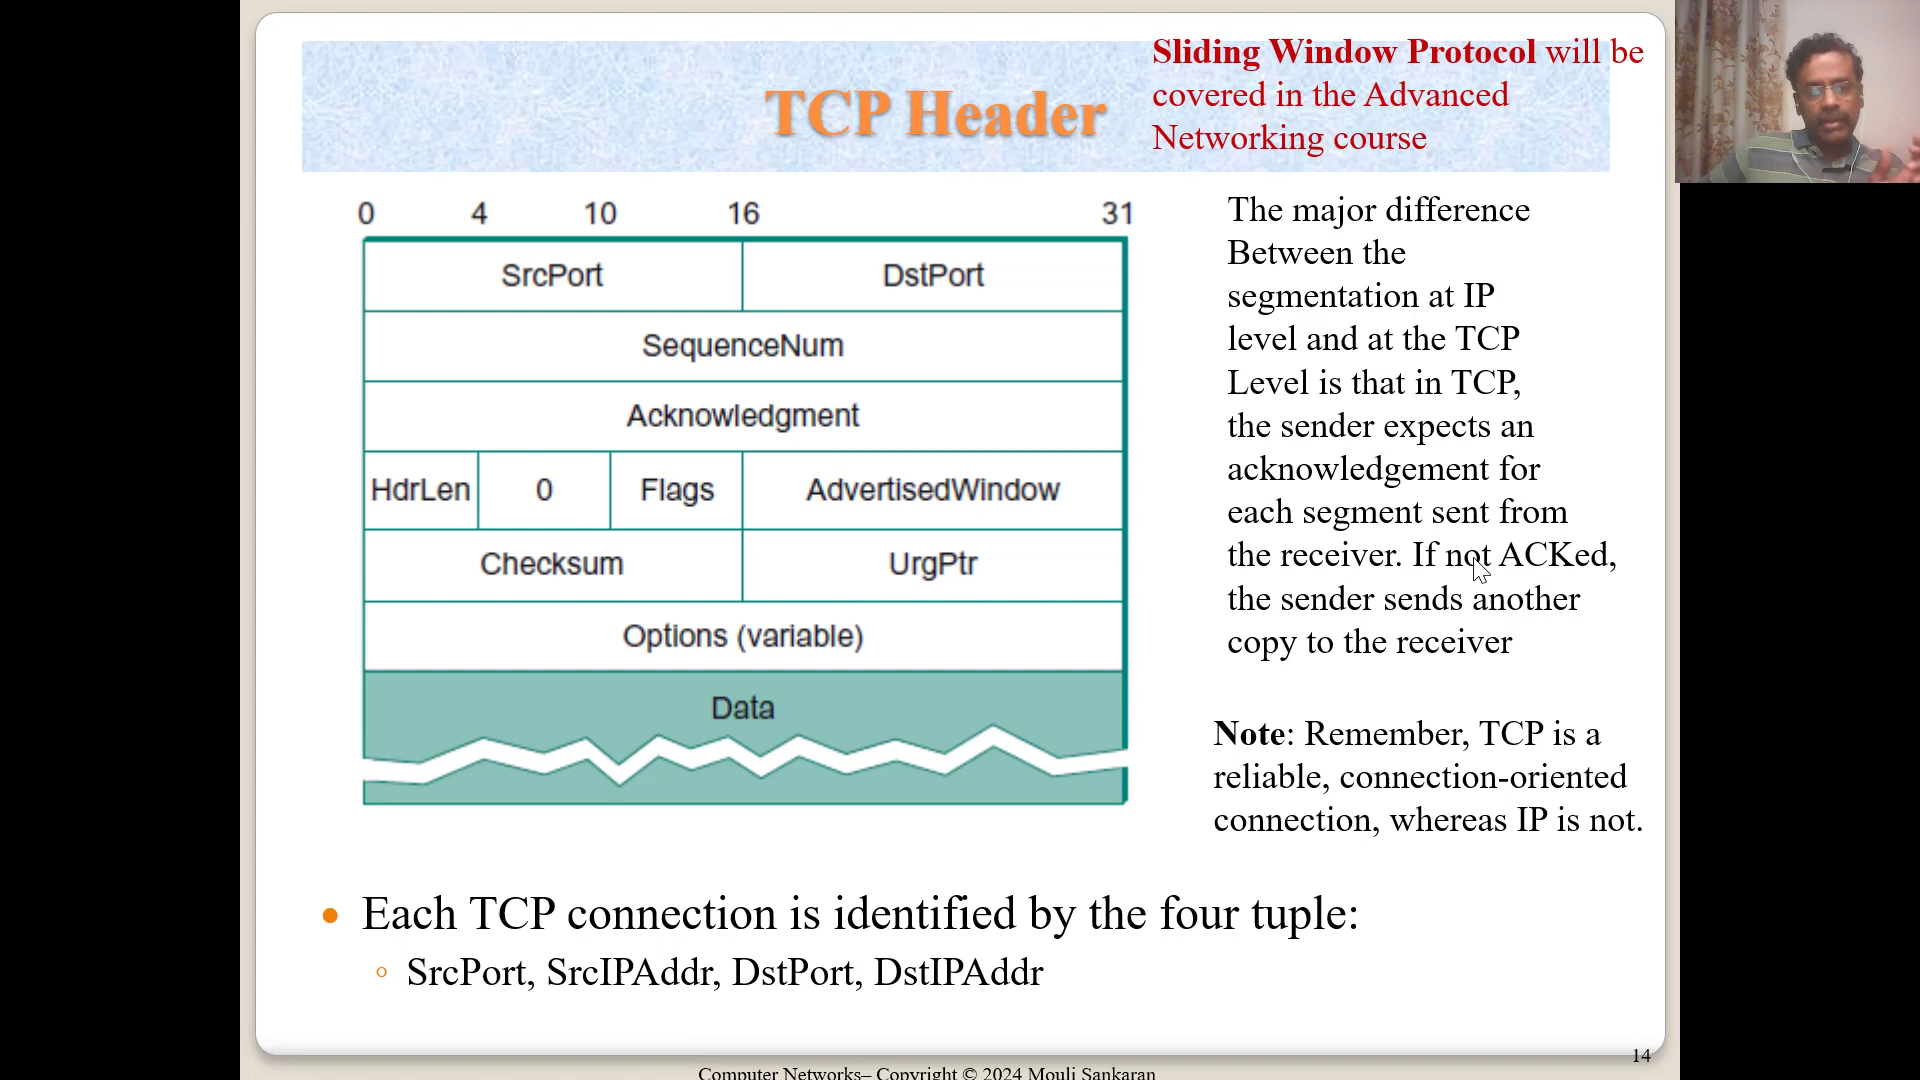 TCP Header
Sliding Window Protocol will be
covered in the Advanced
Networking course
0 4 10 16 31
SrcPort DstPort
SequenceNum
Acknowledgment
HdrLen 0 Flags AdvertisedWindow
Checksum UrgPtr
Options (variable)
Data
The major difference
Between the
segmentation at IP
level and at the TCP
Level is that in TCP,
the sender expects an
acknowledgement for
each segment sent from
the receiver. If not ACKed,
the sender sends another
copy to the receiver
Note: Remember, TCP is a
reliable, connection-oriented
connection, whereas IP is not.
Each TCP connection is identified by the four tuple:
SrcPort, SrcIPAddr, DstPort, DstIPAddr
14
Computer Networks– Copyright © 2024 Mouli Sankaran